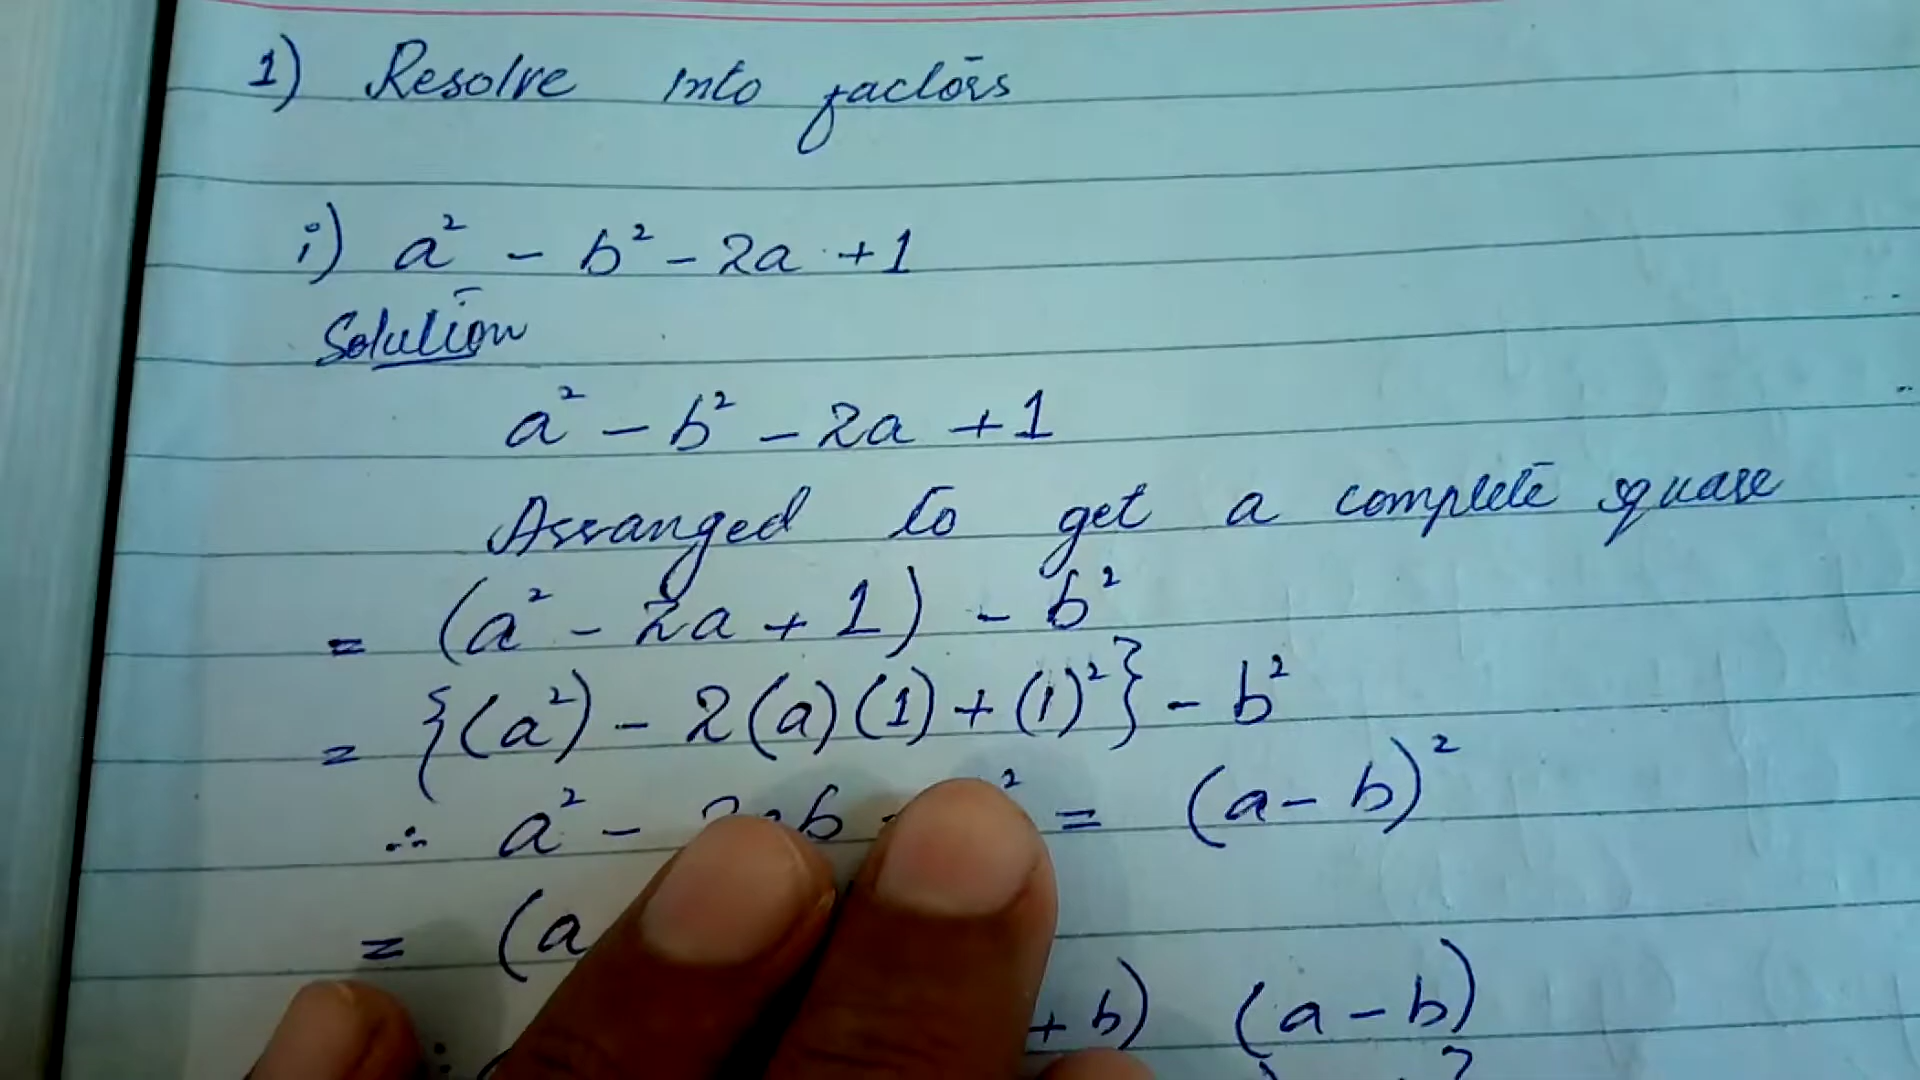 1) Resolve into factors
i) a² - b² - 2a + 1
Solution
a² - b² - 2a + 1
Arranged to get a complete square
= (a² - 2a + 1) - b²
= {(a²) - 2(a)(1) + (1)²} - b²
∴ a² - b ² = (a - b)²
= (a
+ b) (a - b)